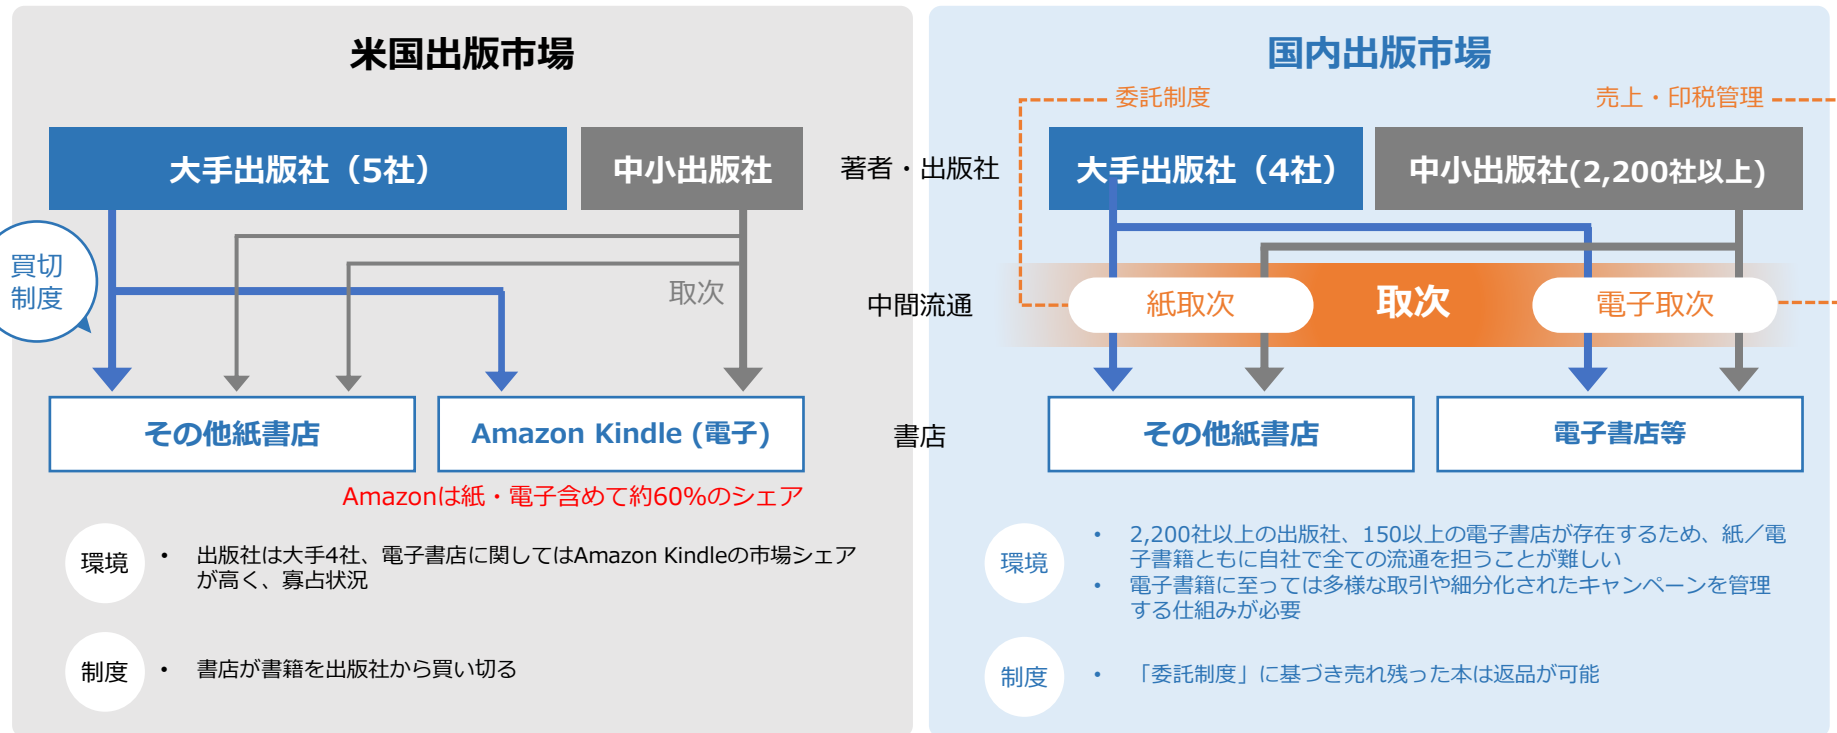 米国出版市場
大手出版社（5社）
中小出版社
買切
制度
取次
その他紙書店
Amazon Kindle (電子)
Amazonは紙・電子含めて約60%のシェア
環境
• 出版社は大手4社、電子書店に関してはAmazon Kindleの市場シェア
が高く、寡占状況
制度
• 書店が書籍を出版社から買い切る
著者・出版社
中間流通
書店
国内出版市場
委託制度
売上・印税管理
大手出版社（4社）
中小出版社(2,200社以上)
紙取次
取次
電子取次
その他紙書店
電子書店等
環境
• 2,200社以上の出版社、150以上の電子書店が存在するため、紙／電
子書籍ともに自社で全ての流通を担うことが難しい
• 電子書籍に至っては多様な取引や細分化されたキャンペーンを管理
する仕組みが必要
制度
• 「委託制度」に基づき売れ残った本は返品が可能